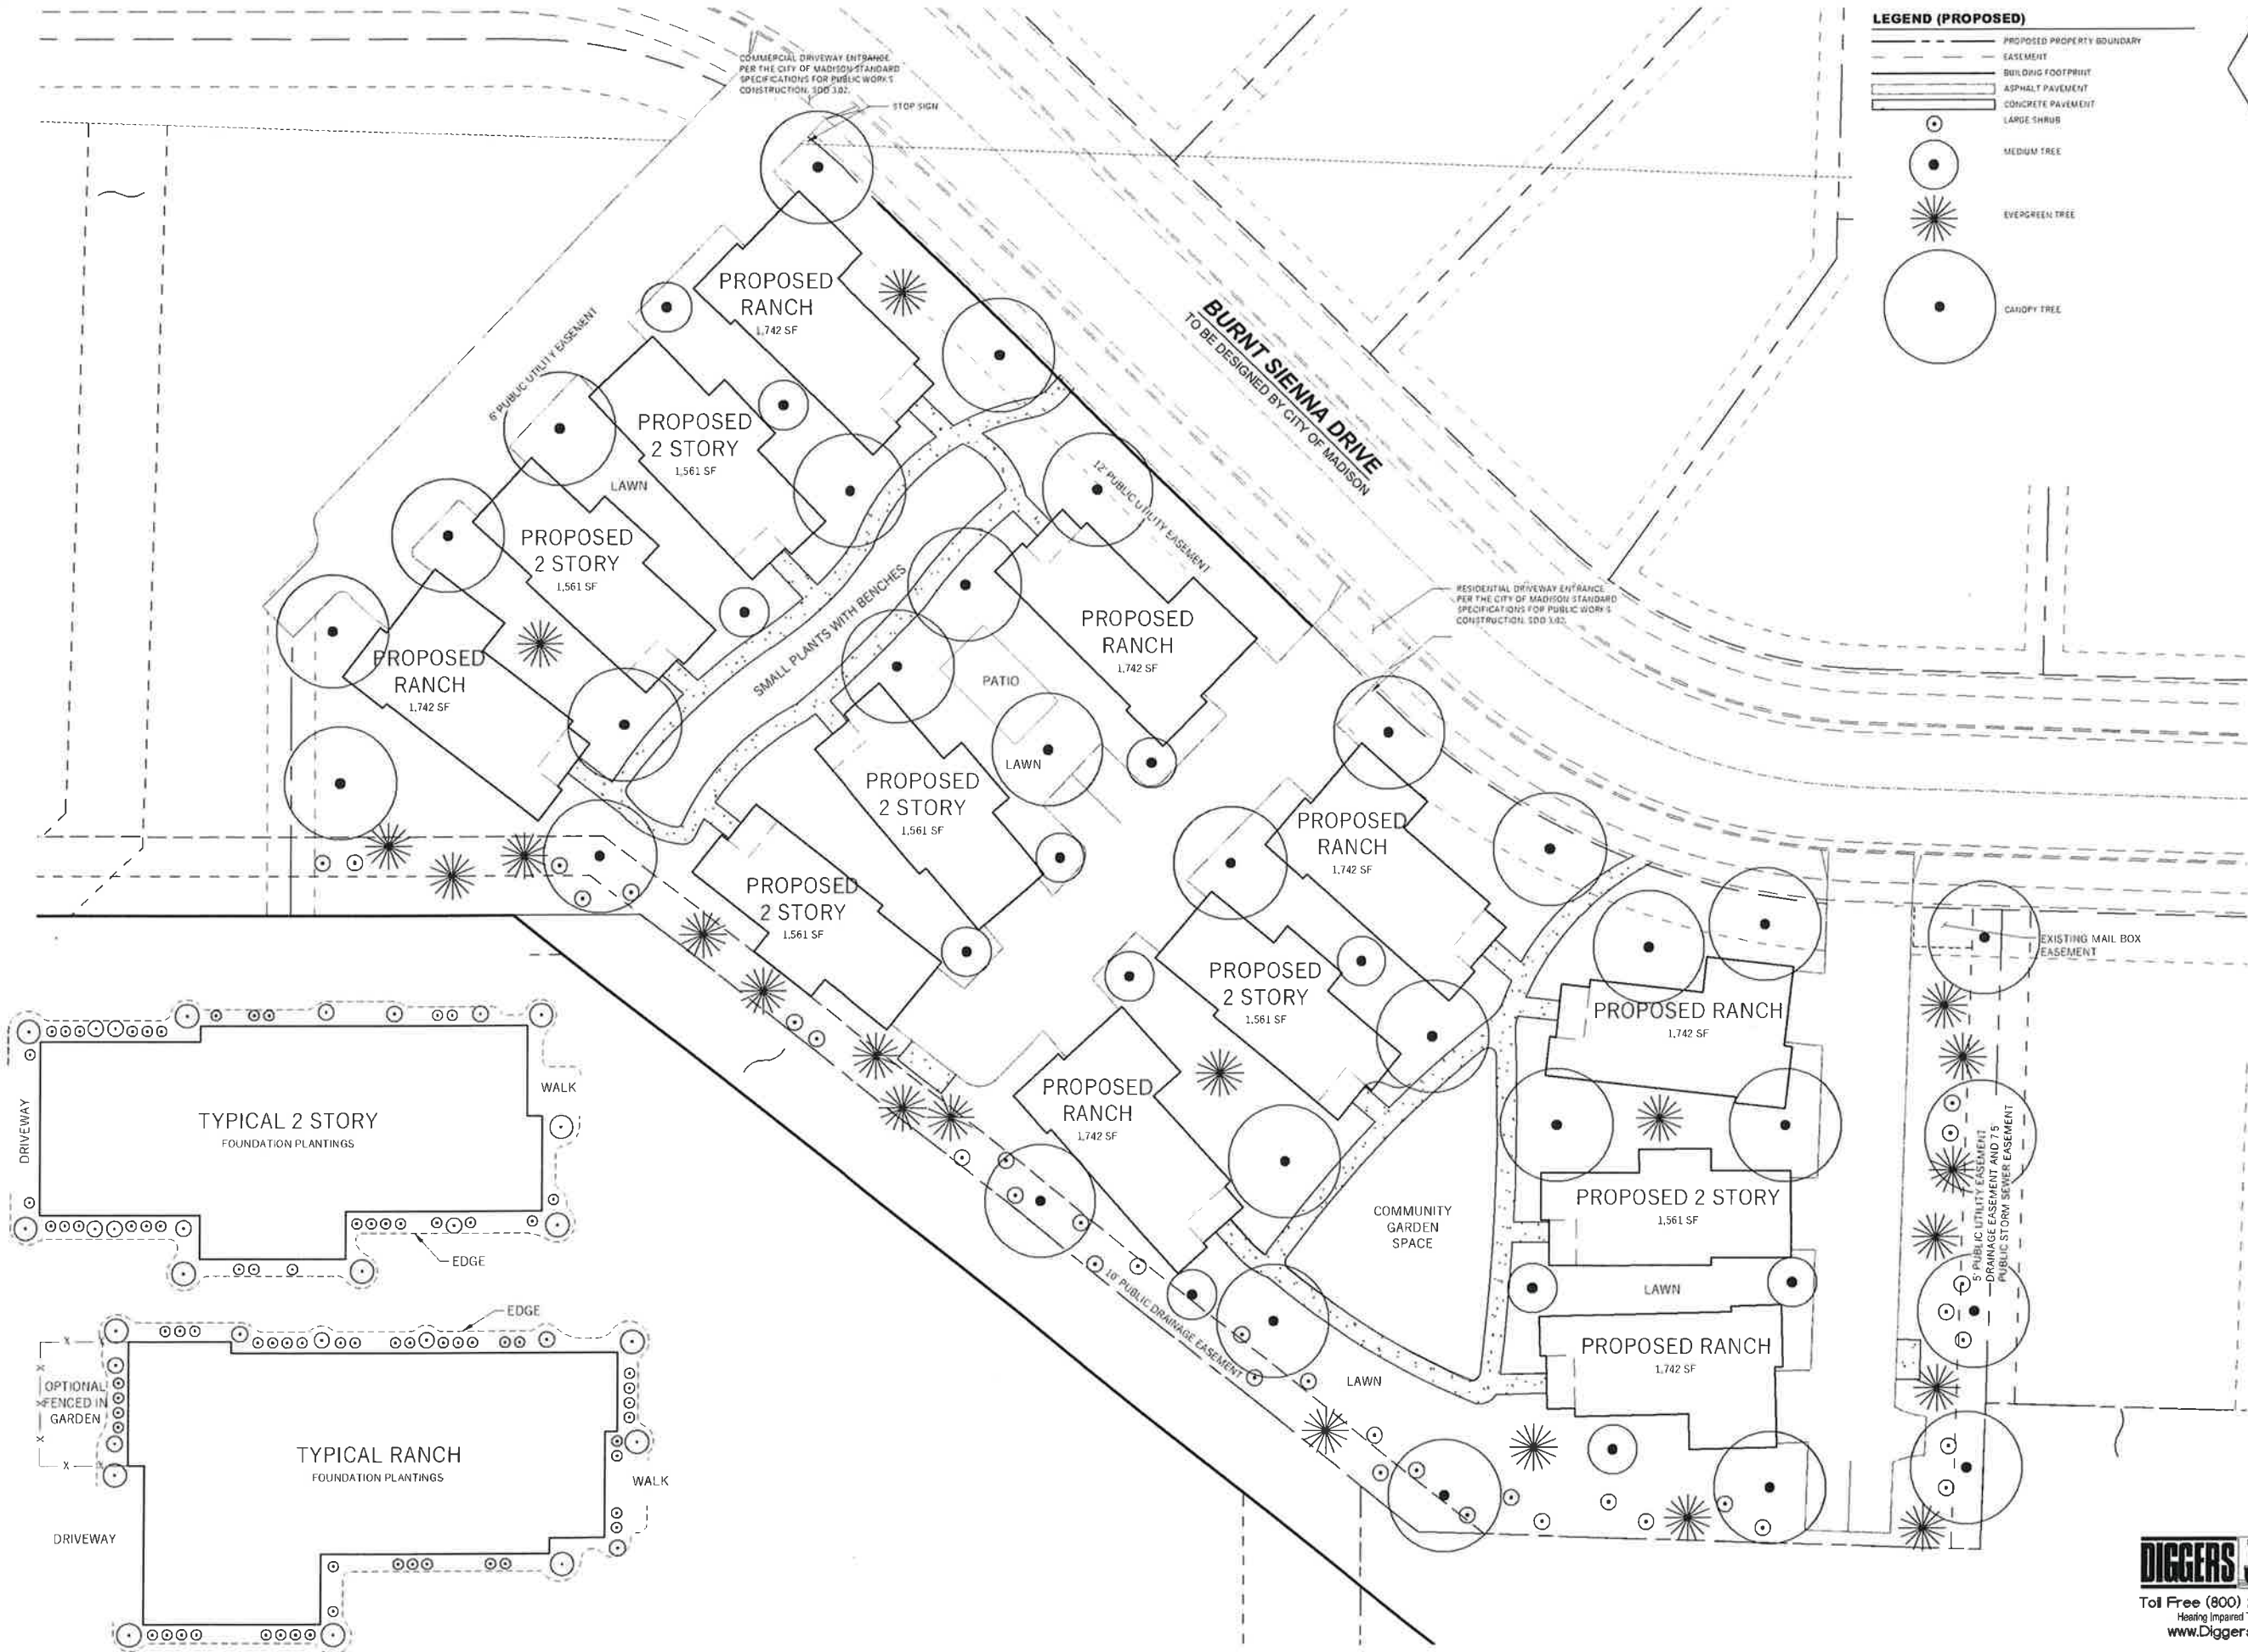 LEGEND (PROPOSED)
PROPOSED PROPERTY BOUNDARY
EASEMENT
BUILDING FOOTPRINT
ASPHALT PAVEMENT
CONCRETE PAVEMENT
LARGE SHRUB
MEDIUM TREE
EVERGREEN TREE
CANOPY TREE
COMMERCIAL DRIVEWAY ENTRANCE
PER THE CITY OF MADISON STANDARD
SPECIFICATIONS FOR PUBLIC WORKS
CONSTRUCTION, SDD 3.02.
STOP SIGN
PROPOSED
RANCH
1,742 SF
6' PUBLIC UTILITY EASEMENT
BURNT SIENNA DRIVE
TO BE DESIGNED BY CITY OF MADISON
PROPOSED
2 STORY
1,561 SF
LAWN
12' PUBLIC UTILITY EASEMENT
PROPOSED
2 STORY
1,561 SF
SMALL PLANTS WITH BENCHES
RESIDENTIAL DRIVEWAY ENTRANCE
PER THE CITY OF MADISON STANDARD
SPECIFICATIONS FOR PUBLIC WORKS
CONSTRUCTION, SDD 3.02.
PROPOSED
RANCH
1,742 SF
PROPOSED
RANCH
1,742 SF
PATIO
LAWN
PROPOSED
2 STORY
1,561 SF
PROPOSED
RANCH
1,742 SF
PROPOSED
2 STORY
1,561 SF
EXISTING MAIL BOX
EASEMENT
PROPOSED
2 STORY
1,561 SF
PROPOSED RANCH
1,742 SF
PROPOSED
RANCH
1,742 SF
PROPOSED 2 STORY
1,561 SF
COMMUNITY
GARDEN
SPACE
5' PUBLIC UTILITY EASEMENT
DRAINAGE EASEMENT AND 7.5'
PUBLIC STORM SEWER EASEMENT
LAWN
10' PUBLIC DRAINAGE EASEMENT
PROPOSED RANCH
1,742 SF
LAWN
DRIVEWAY
TYPICAL 2 STORY
FOUNDATION PLANTINGS
WALK
EDGE
EDGE
OPTIONAL
FENCED IN
GARDEN
TYPICAL RANCH
FOUNDATION PLANTINGS
WALK
DRIVEWAY
DIGGERS
Toll Free (800)
Hearing Impaired
www.Diggers